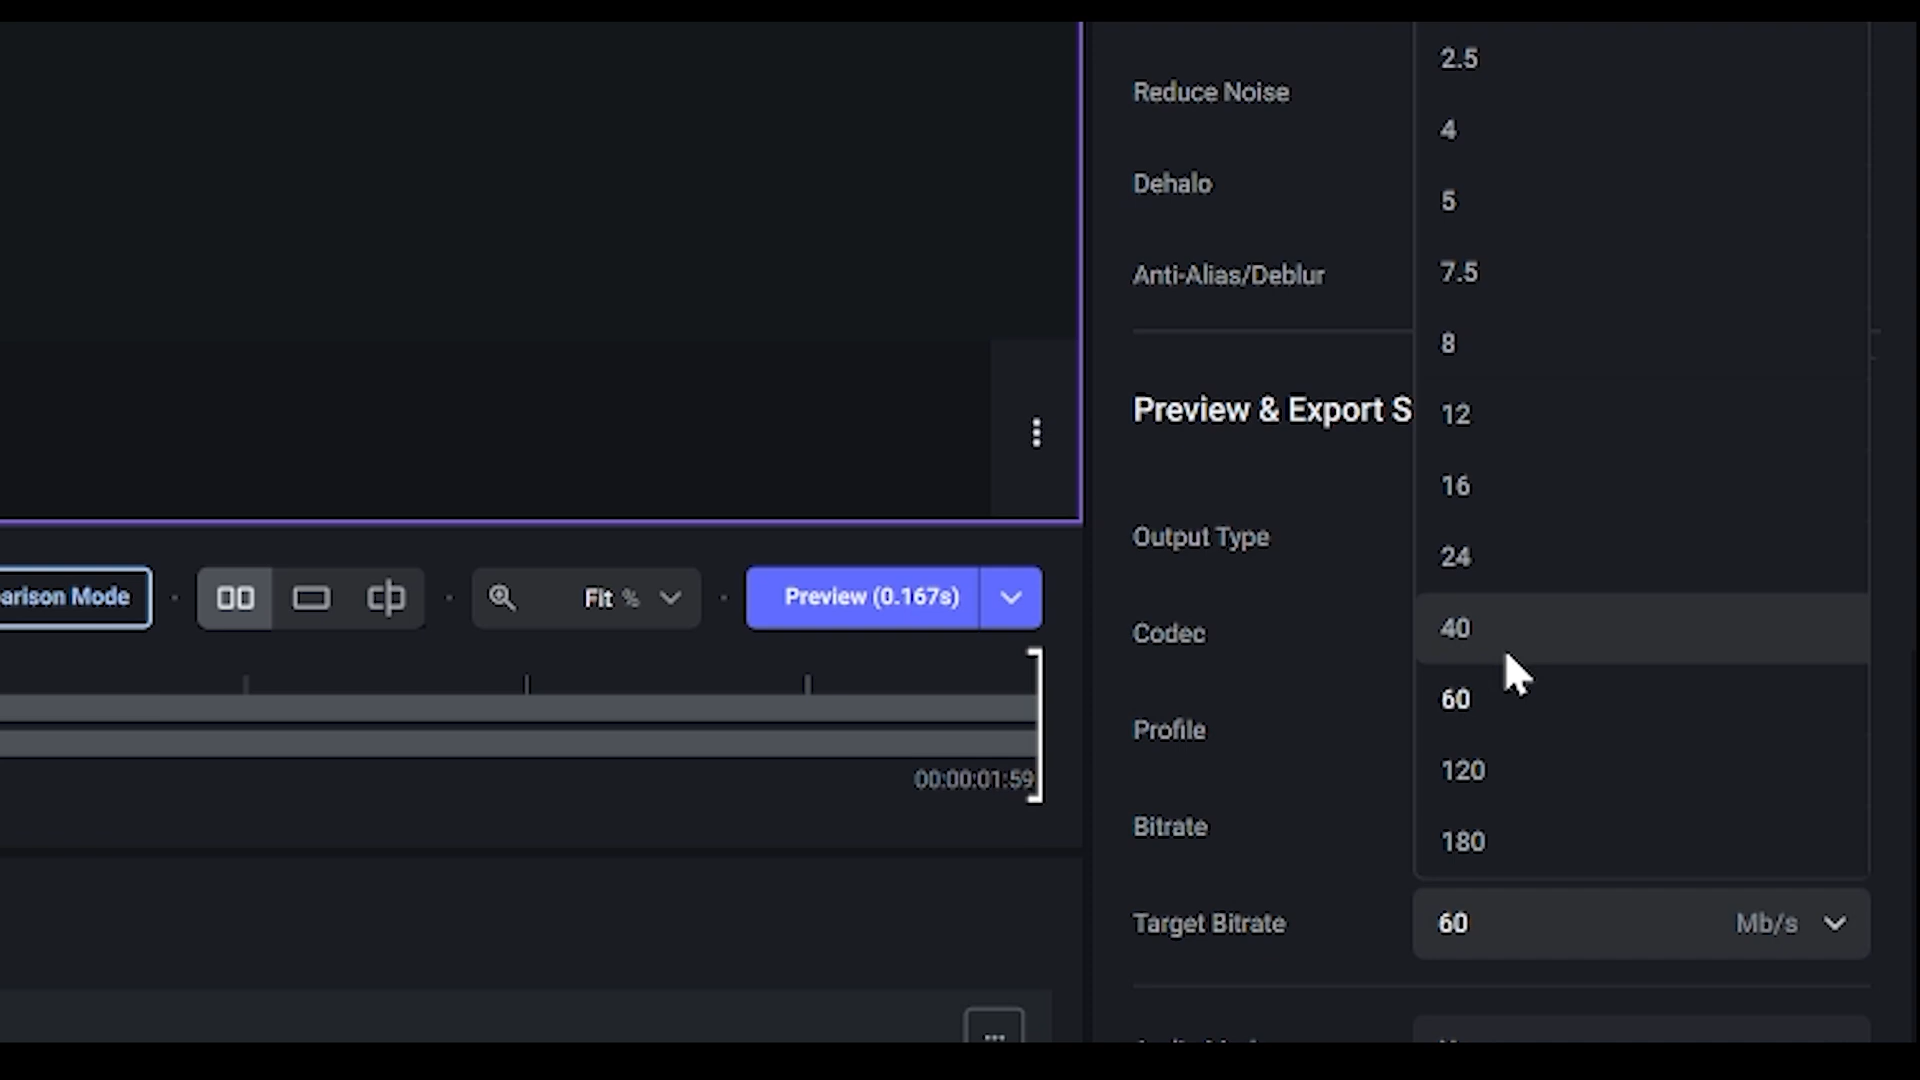 Reduce Noise
Dehalo
Anti-Alias/Deblur
Preview & Export S
Output Type
Codec
Profile
Bitrate
Target Bitrate
60 Mb/s
2.5
4
5
7.5
8
12
16
24
40
60
120
180
arison Mode
Fit %
Preview (0.167s)
00:00:01:59